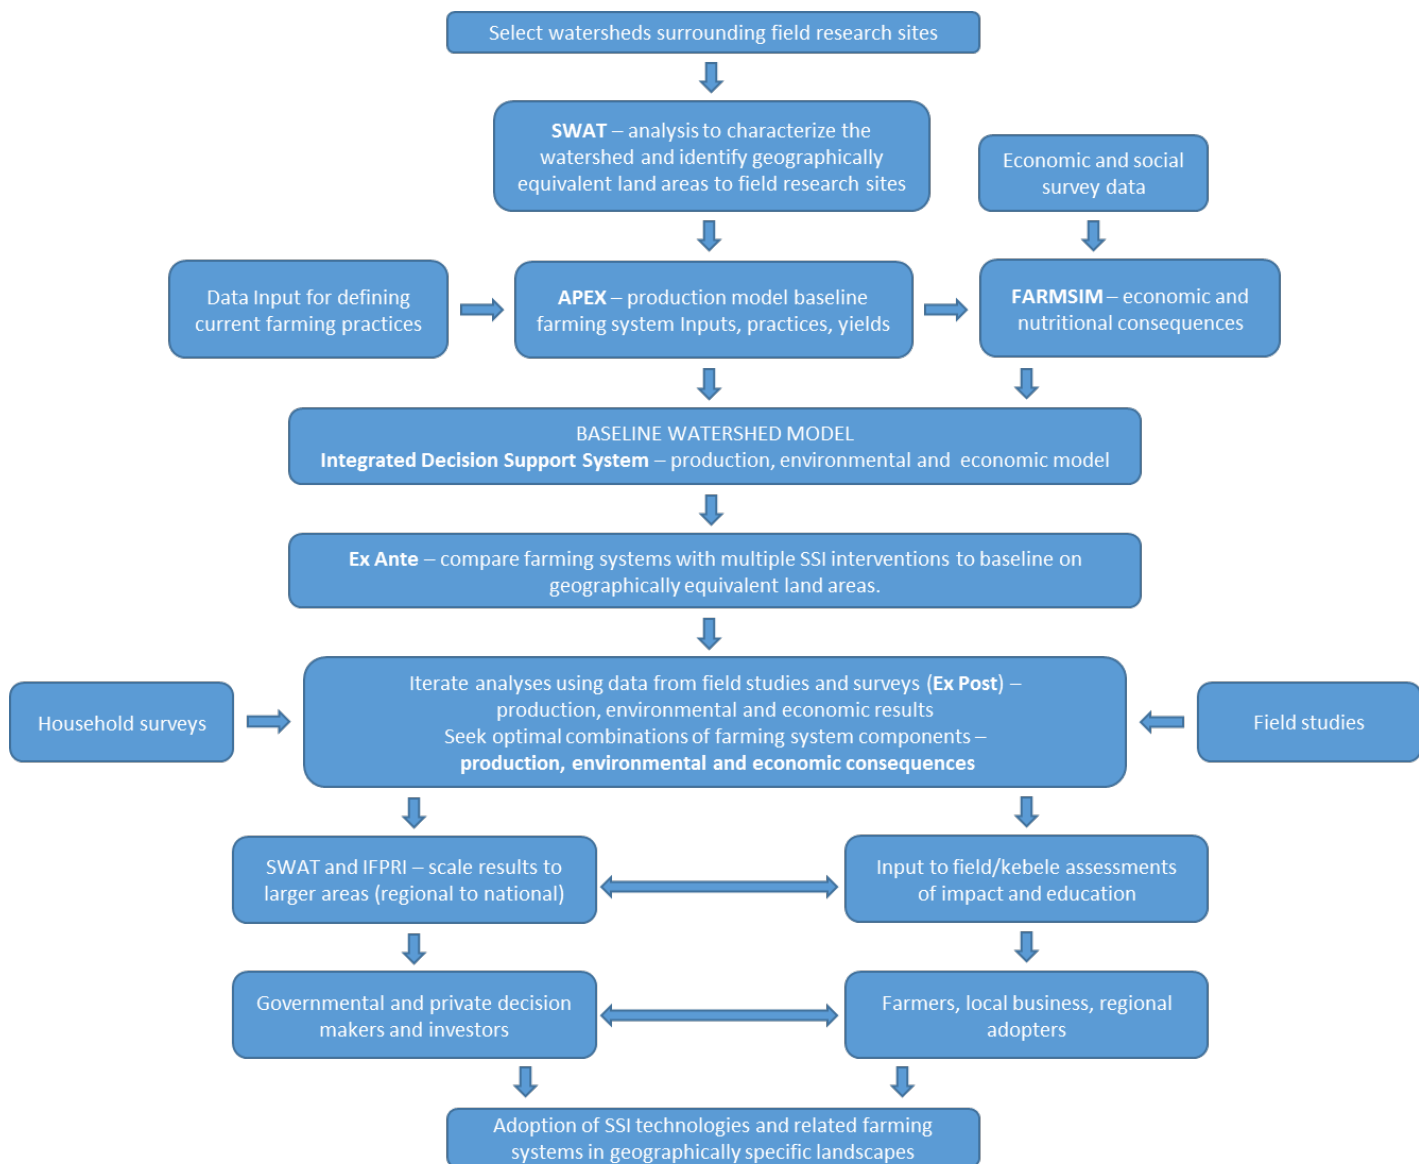 Select watersheds surrounding field research sites
SWAT – analysis to characterize the
watershed and identify geographically
equivalent land areas to field research sites
Economic and social
survey data
Data Input for defining
current farming practices
APEX – production model baseline
farming system Inputs, practices, yields
FARMSIM – economic and
nutritional consequences
BASELINE WATERSHED MODEL
Integrated Decision Support System – production, environmental and economic model
Ex Ante – compare farming systems with multiple SSI interventions to baseline on
geographically equivalent land areas.
Household surveys
Iterate analyses using data from field studies and surveys (Ex Post) –
production, environmental and economic results
Seek optimal combinations of farming system components –
production, environmental and economic consequences
Field studies
SWAT and IFPRI – scale results to
larger areas (regional to national)
Input to field/kebele assessments
of impact and education
Governmental and private decision
makers and investors
Farmers, local business, regional
adopters
Adoption of SSI technologies and related farming
systems in geographically specific landscapes